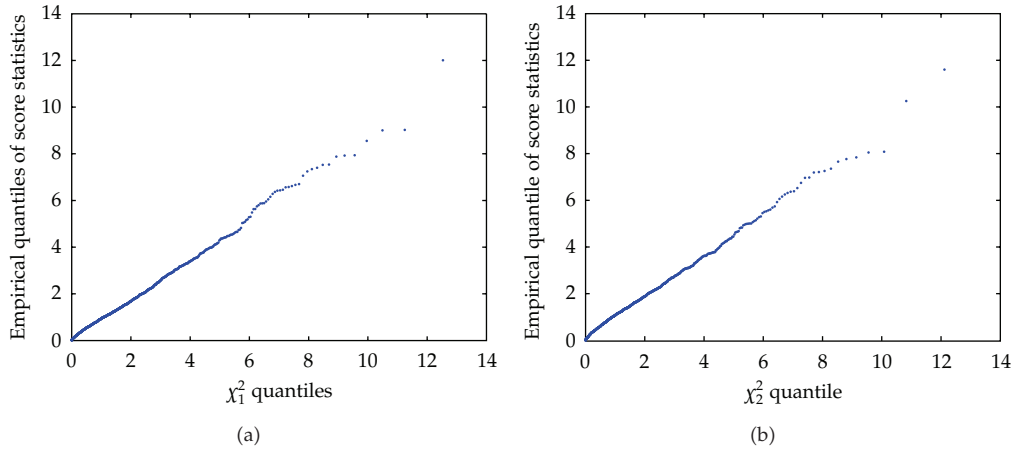 Empirical quantiles of score statistics
14
12
10
8
6
4
2
0
0 2 4 6 8 10 12 14
χ₁² quantiles
(a)
Empirical quantile of score statistics
14
12
10
8
6
4
2
0
0 2 4 6 8 10 12 14
χ₂² quantile
(b)